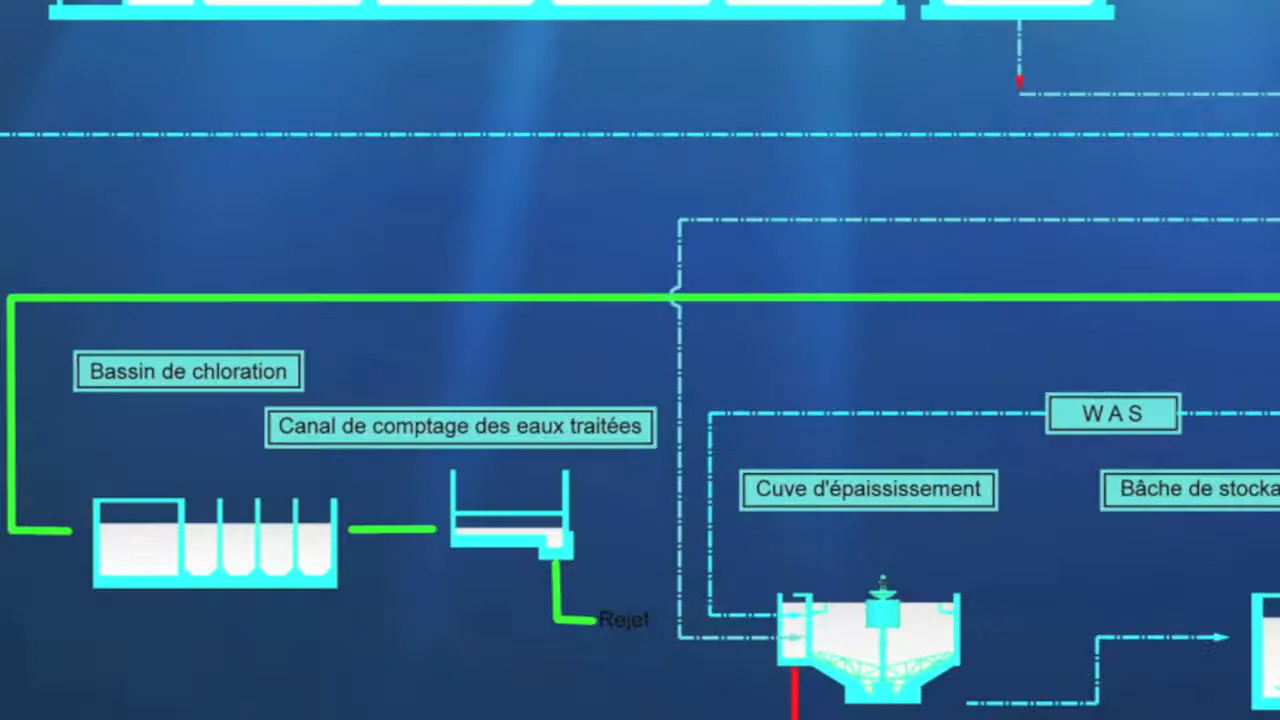 Bassin de chloration
Canal de comptage des eaux traitées
W A S
Cuve d'épaississement
Bâche de stocka
Rejet